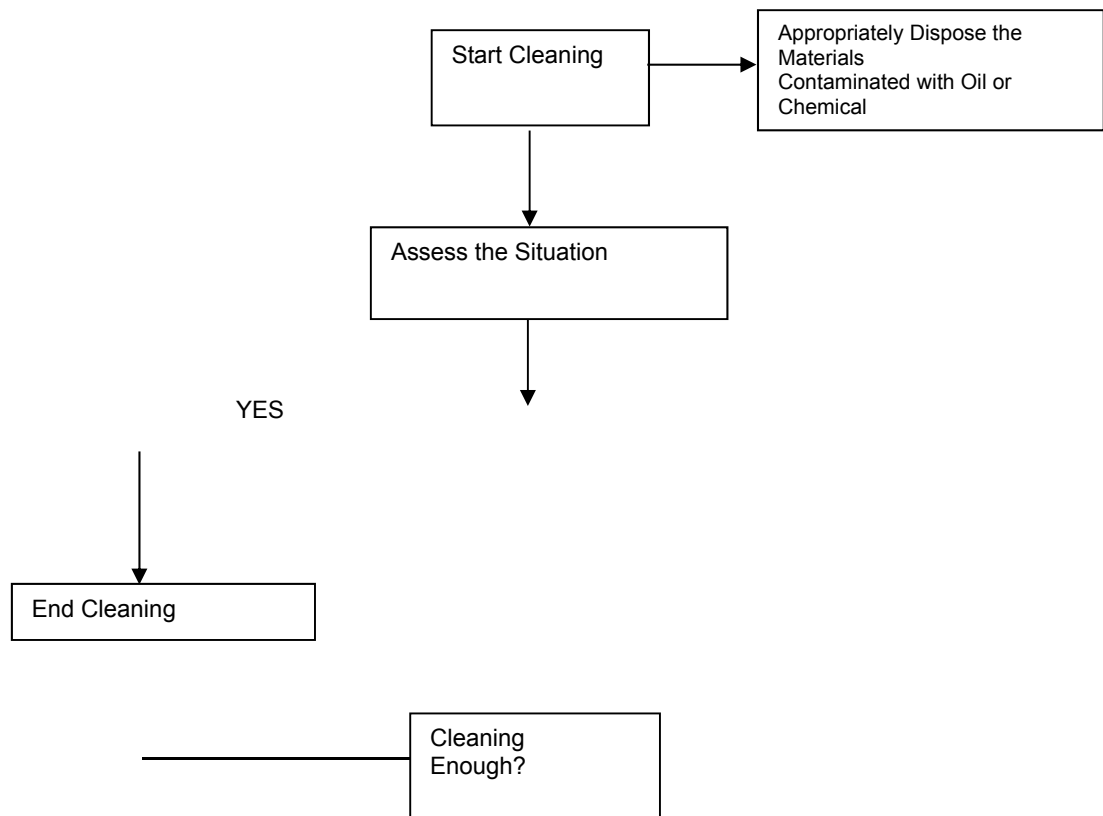 Start Cleaning
Appropriately Dispose the
Materials
Contaminated with Oil or
Chemical
Assess the Situation
YES
End Cleaning
Cleaning
Enough?